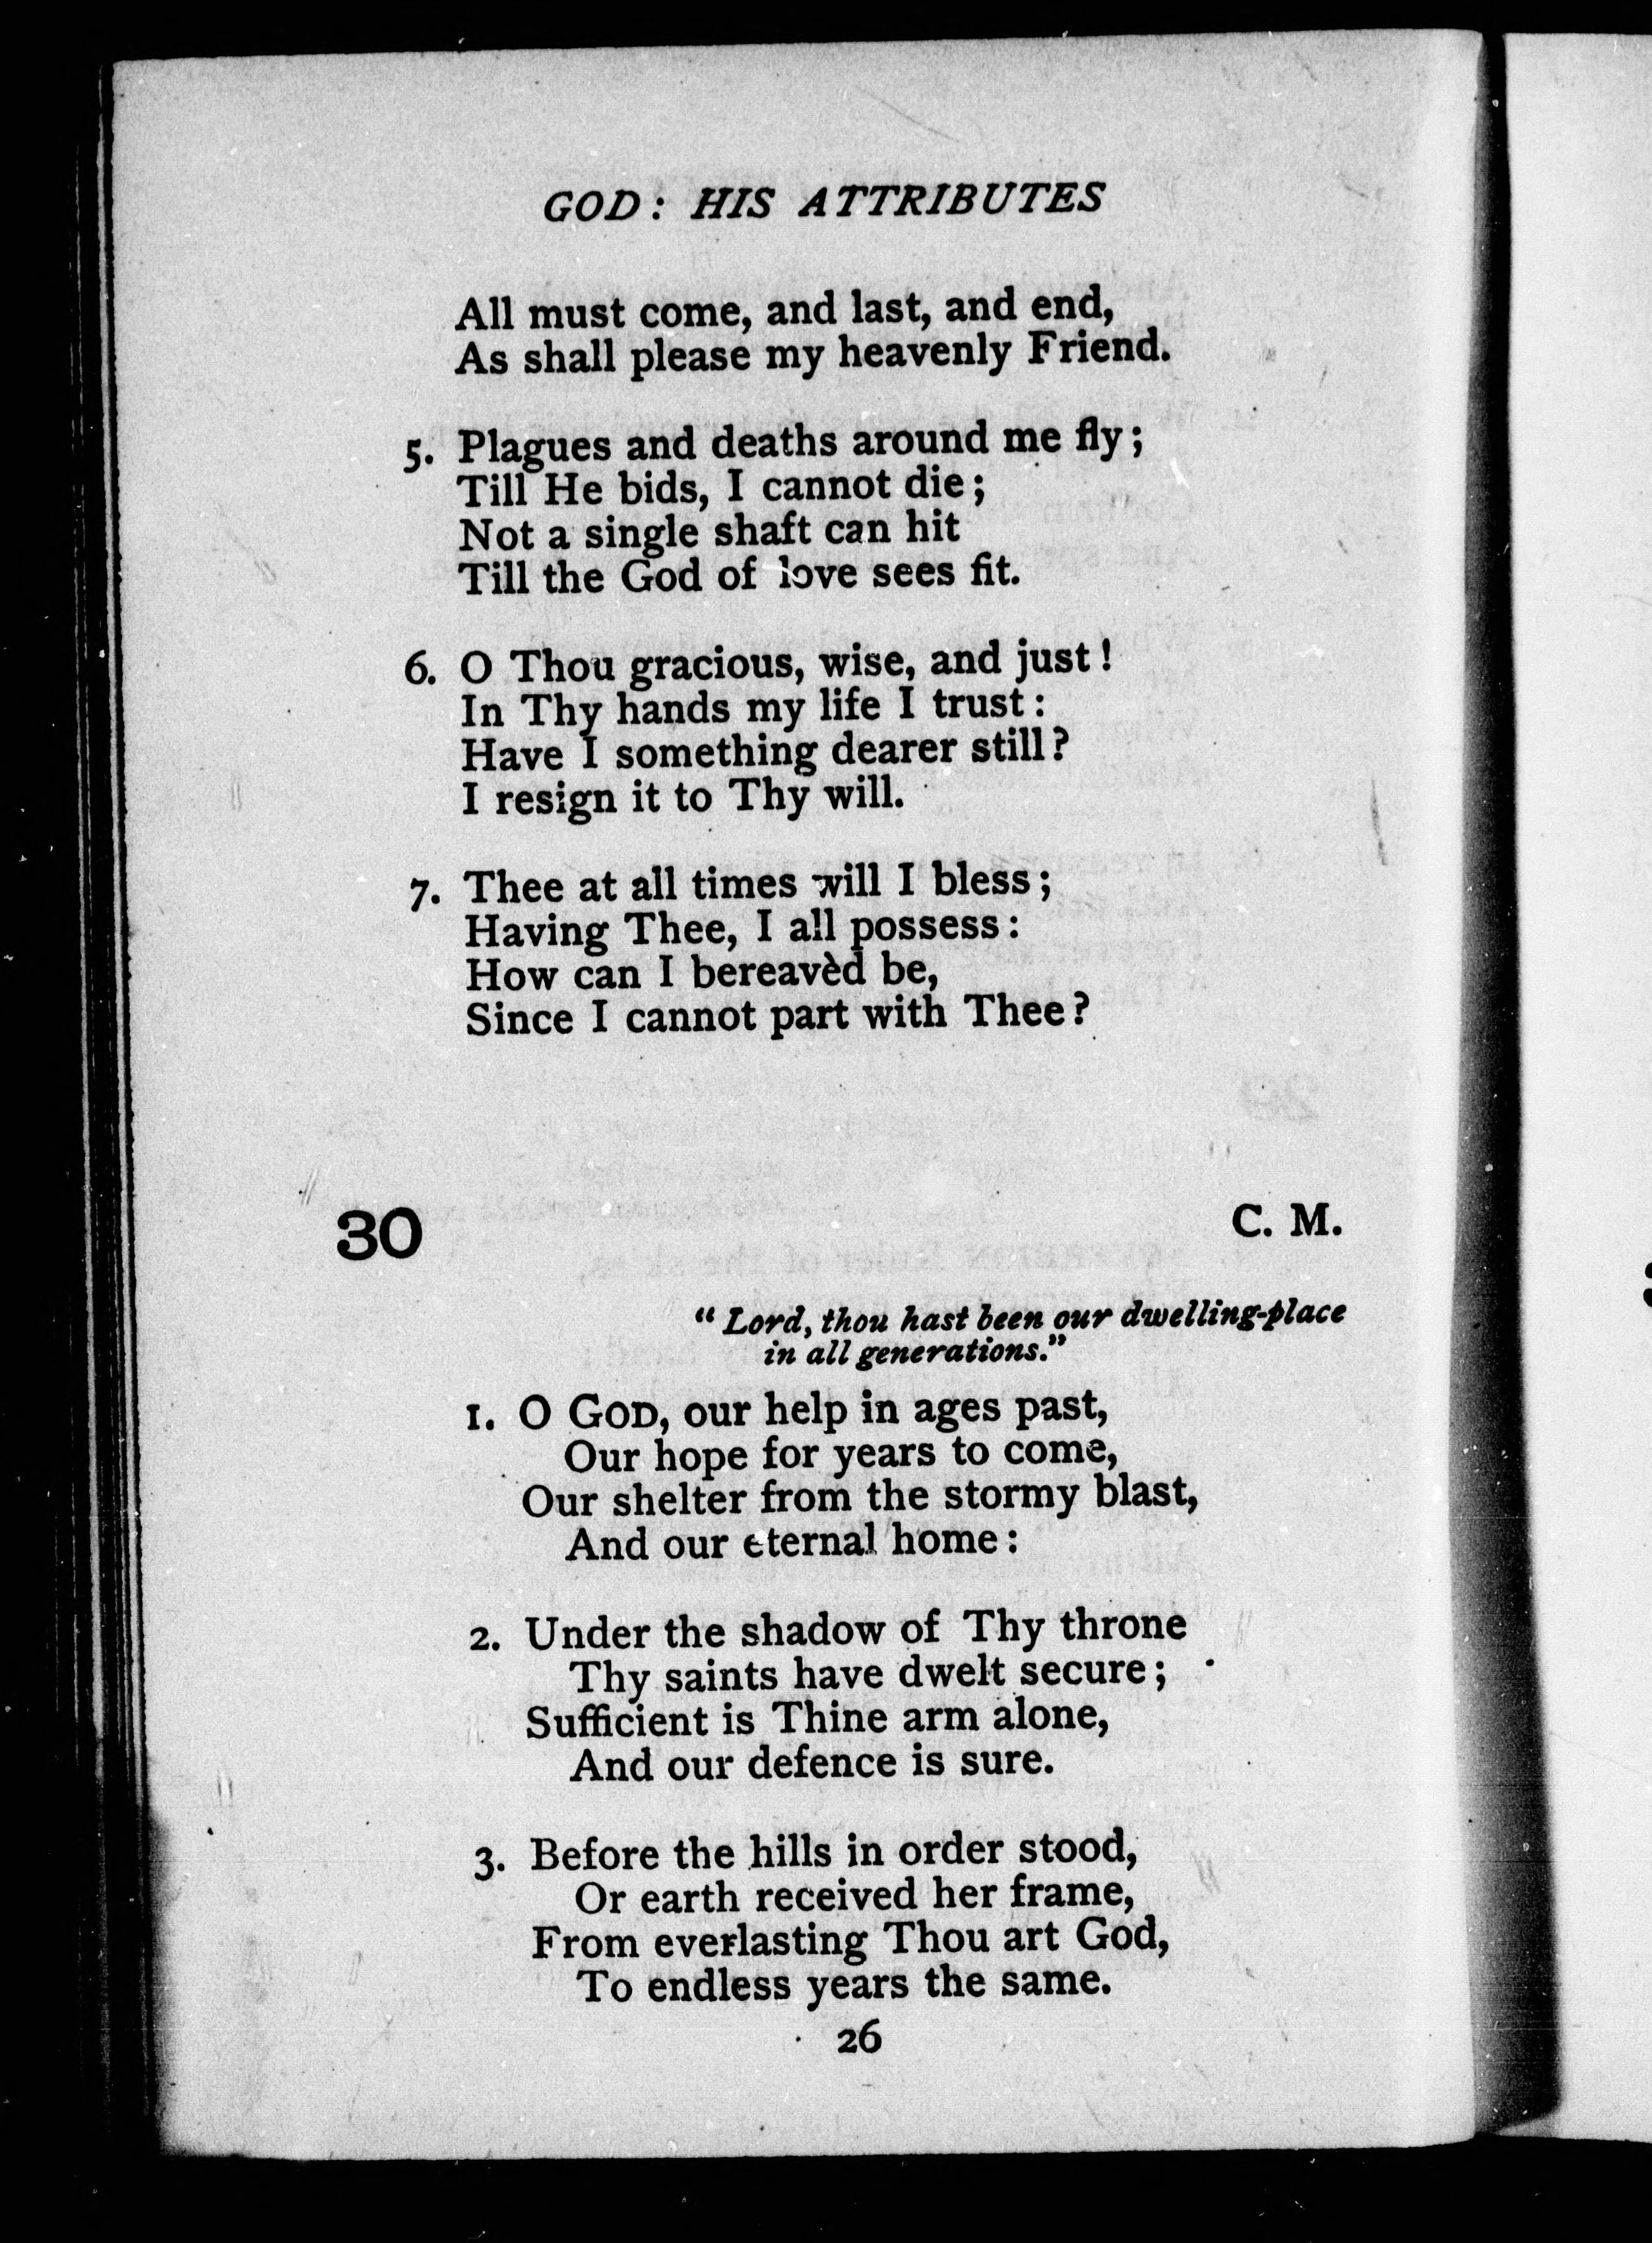 GOD: HIS ATTRIBUTES
All must come, and last, and end,
As shall please my heavenly Friend.
5. Plagues and deaths around me fly;
Till He bids, I cannot die;
Not a single shaft can hit
Till the God of love sees fit.
6. O Thou gracious, wise, and just!
In Thy hands my life I trust:
Have I something dearer still?
I resign it to Thy will.
7. Thee at all times will I bless;
Having Thee, I all possess:
How can I bereavèd be,
Since I cannot part with Thee?
30 C. M.
"Lord, thou hast been our dwelling-place
in all generations."
1. O GOD, our help in ages past,
Our hope for years to come,
Our shelter from the stormy blast,
And our eternal home:
2. Under the shadow of Thy throne
Thy saints have dwelt secure;
Sufficient is Thine arm alone,
And our defence is sure.
3. Before the hills in order stood,
Or earth received her frame,
From everlasting Thou art God,
To endless years the same.
26